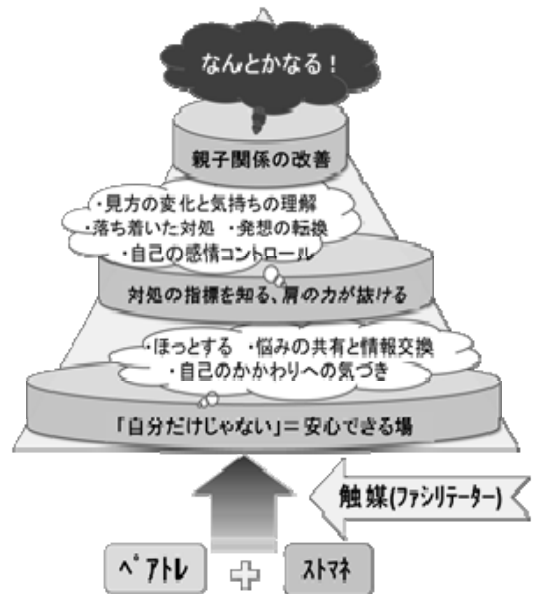 なんとかなる！
親子関係の改善
・見方の変化と気持ちの理解
・落ち着いた対処 ・発想の転換
・自己の感情コントロール
対処の指標を知る、肩の力が抜ける
・ほっとする ・悩みの共有と情報交換
・自己のかかわりへの気づき
「自分だけじゃない」＝安心できる場
触媒(ファシリテーター)
ペアトレ
ストマネ